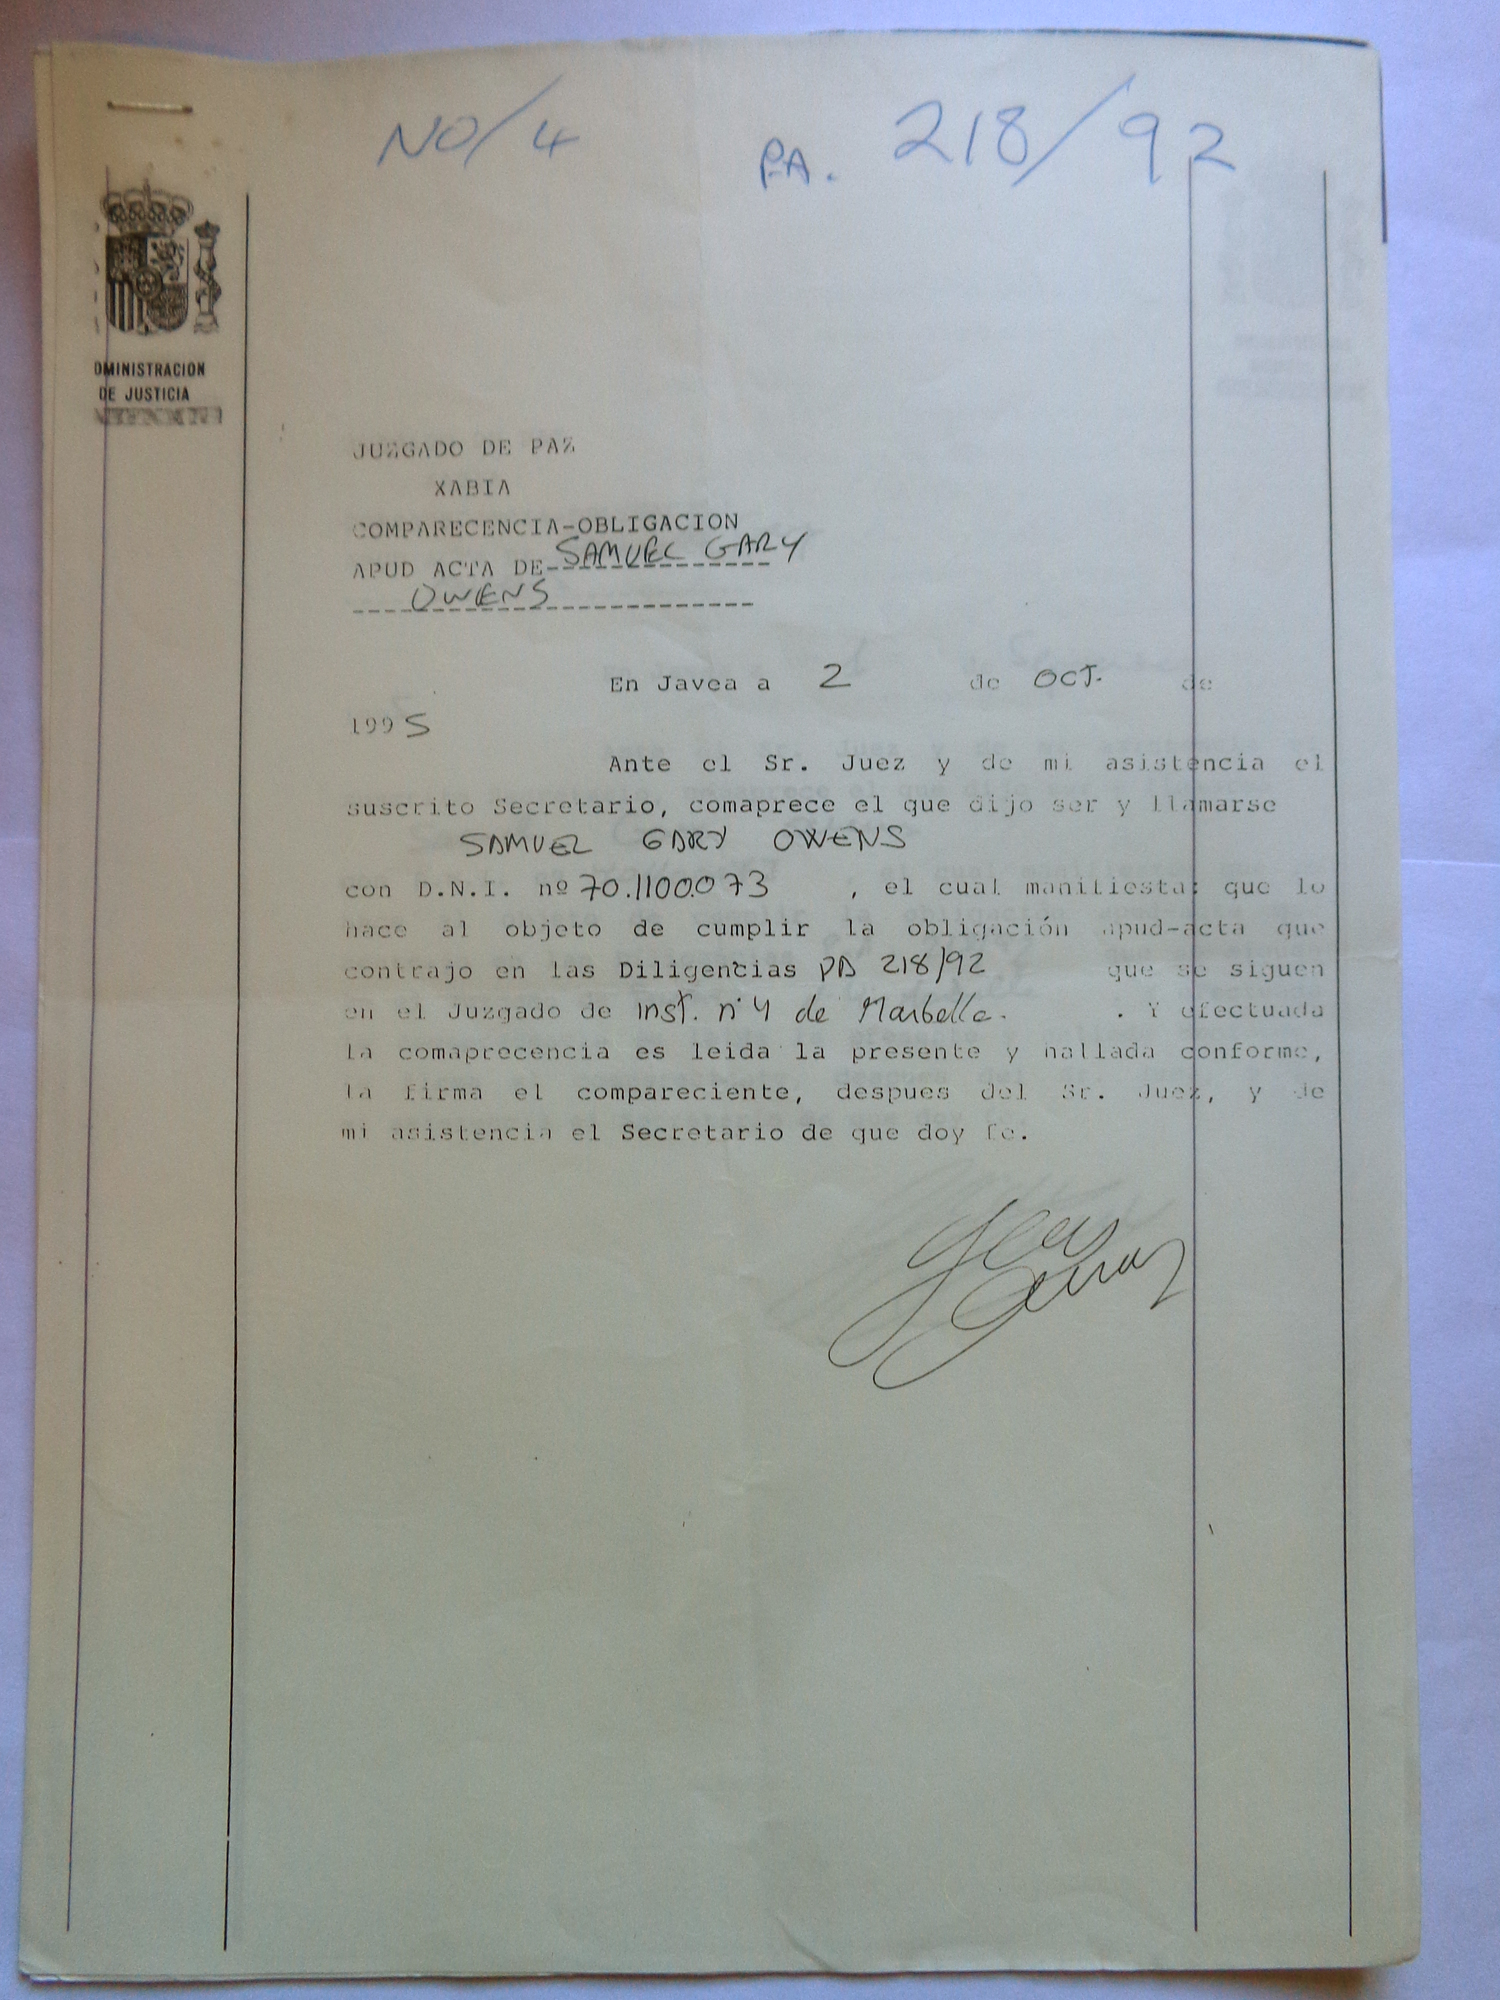 NO/4 P.A. 218/92
DMINISTRACION
DE JUSTICIA
JUZGADO DE PAZ
XABIA
COMPARECENCIA-OBLIGACION
APUD ACTA DE SAMUEL GARY
OWENS
En Javea a 2 de OCT. de
1995
Ante el Sr. Juez y de mi asistencia el
suscrito Secretario, comaprece el que dijo ser y llamarse
SAMUEL GARY OWENS
con D.N.I. nº 70.1100.073 , el cual manifiesta: que lo
hace al objeto de cumplir la obligación apud-acta que
contrajo en las Diligencias PA 218/92 que se siguen
en el Juzgado de inst. nº 4 de Marbella. . Y efectuada
la comaprecencia es leida la presente y hallada conforme,
la firma el compareciente, despues del Sr. Juez, y de
mi asistencia el Secretario de que doy fe.